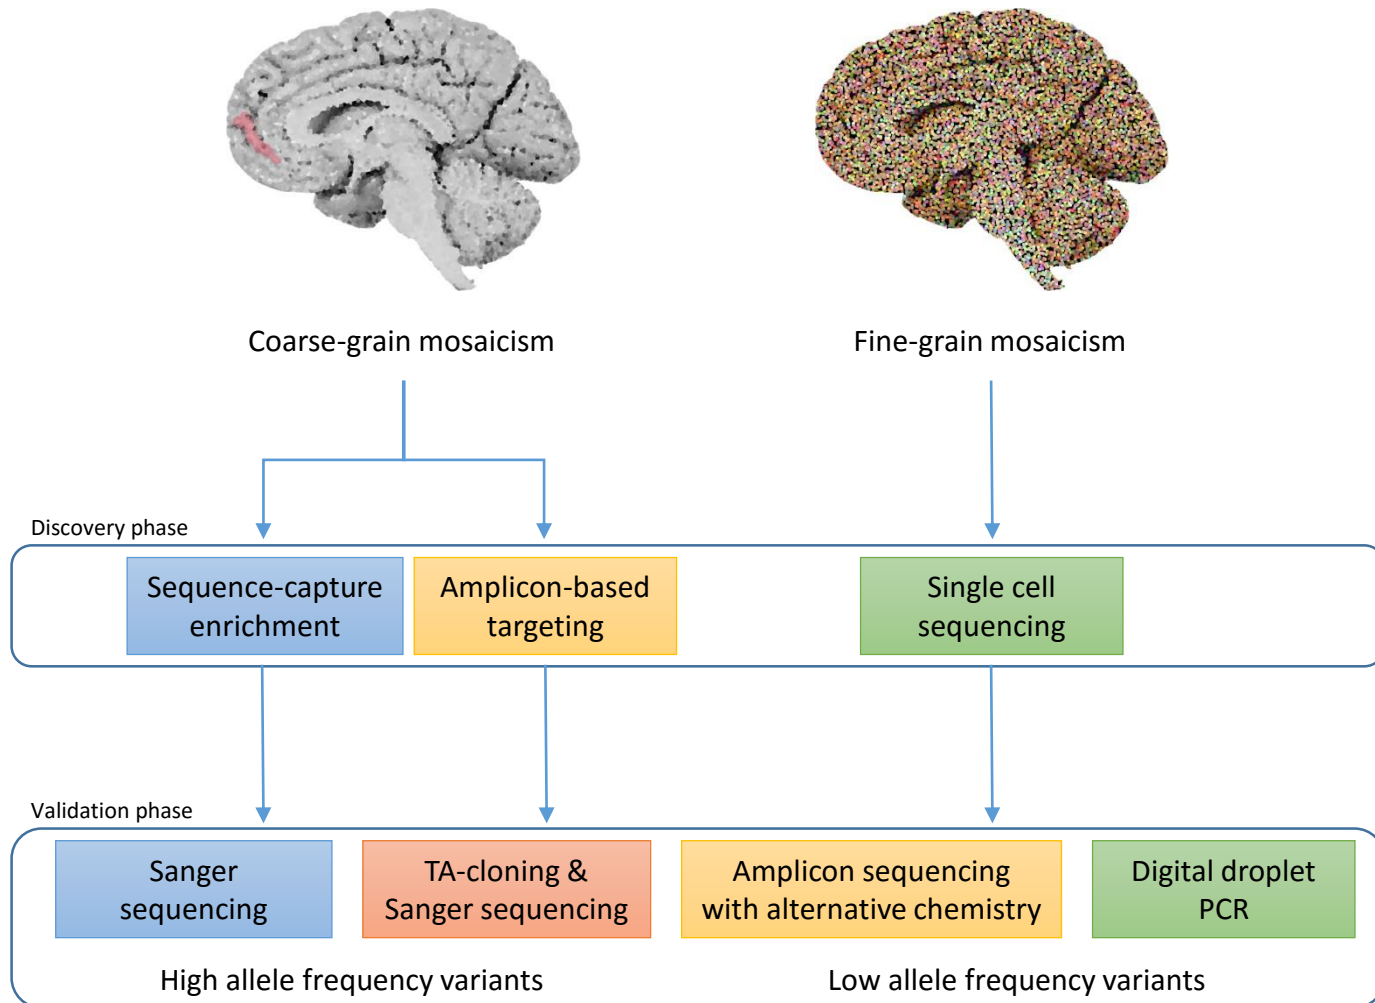 Coarse-grain mosaicism
Fine-grain mosaicism
Discovery phase
Sequence-capture
enrichment
Amplicon-based
targeting
Single cell
sequencing
Validation phase
Sanger
sequencing
TA-cloning &
Sanger sequencing
Amplicon sequencing
with alternative chemistry
Digital droplet
PCR
High allele frequency variants
Low allele frequency variants